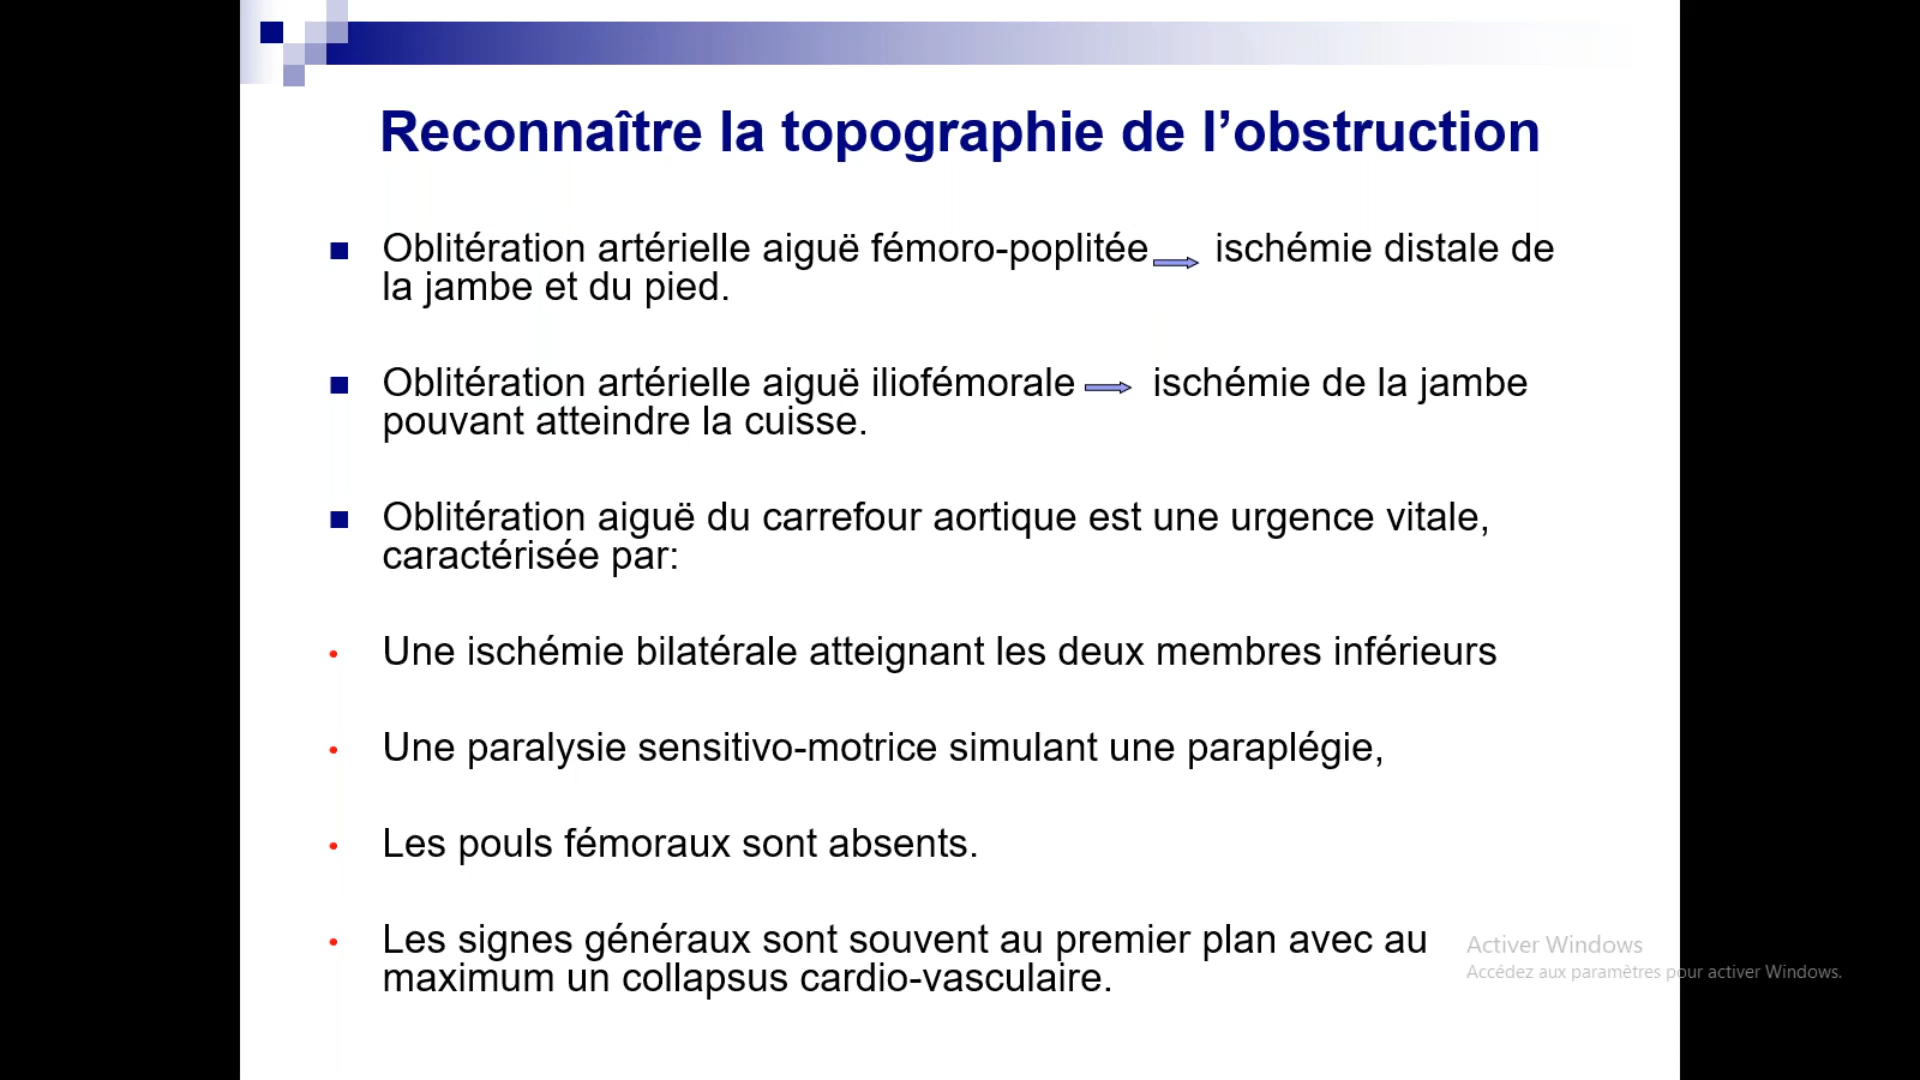 Reconnaître la topographie de l’obstruction
Oblitération artérielle aiguë fémoro-poplitée ischémie distale de
la jambe et du pied.
Oblitération artérielle aiguë iliofémorale ischémie de la jambe
pouvant atteindre la cuisse.
Oblitération aiguë du carrefour aortique est une urgence vitale,
caractérisée par:
Une ischémie bilatérale atteignant les deux membres inférieurs
Une paralysie sensitivo-motrice simulant une paraplégie,
Les pouls fémoraux sont absents.
Les signes généraux sont souvent au premier plan avec au
maximum un collapsus cardio-vasculaire.
Activer Windows
Accédez aux paramètres pour activer Windows.